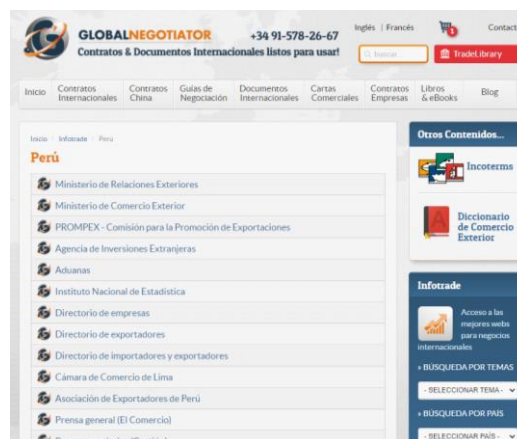 Inglés | Francés
Contact
GLOBALNEGOTIATOR
+34 91-578-26-67
Contratos & Documentos Internacionales listos para usar!
buscar
TradeLibrary
Inicio
Contratos
Internacionales
Contratos
China
Guías de
Negociación
Documentos
Internacionales
Cartas
Comerciales
Contratos
Empresas
Libros
& eBooks
Blog
Inicio
Infotrade
Peru
Perú
Ministerio de Relaciones Exteriores
Ministerio de Comercio Exterior
PROMPEX - Comisión para la Promoción de Exportaciones
Agencia de Inversiones Extranjeras
Aduanas
Instituto Nacional de Estadística
Directorio de empresas
Directorio de exportadores
Directorio de importadores y exportadores
Cámara de Comercio de Lima
Asociación de Exportadores de Perú
Prensa general (El Comercio)
Otros Contenidos...
Incoterms
Diccionario
de Comercio
Exterior
Infotrade
Acceso a las
mejores webs
para negocios
internacionales
» BÚSQUEDA POR TEMAS
- SELECCIONAR TEMA -
» BÚSQUEDA POR PAÍS
- SELECCIONAR PAÍS -